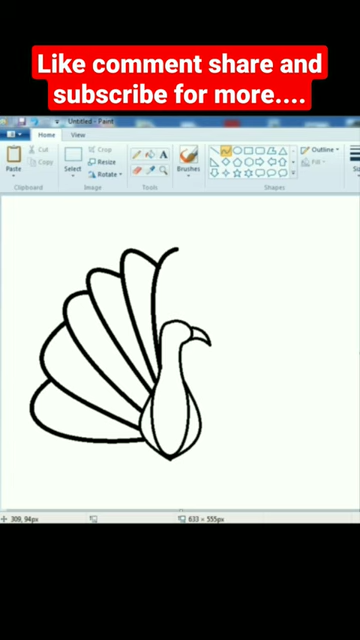 Like comment share and
subscribe for more....
Untitled - Paint
Home View
Cut
Copy
Paste
Clipboard
Crop
Resize
Rotate
Select
Image
A
Tools
Brushes
Shapes
Outline
Fill
309, 94px
633 × 555px